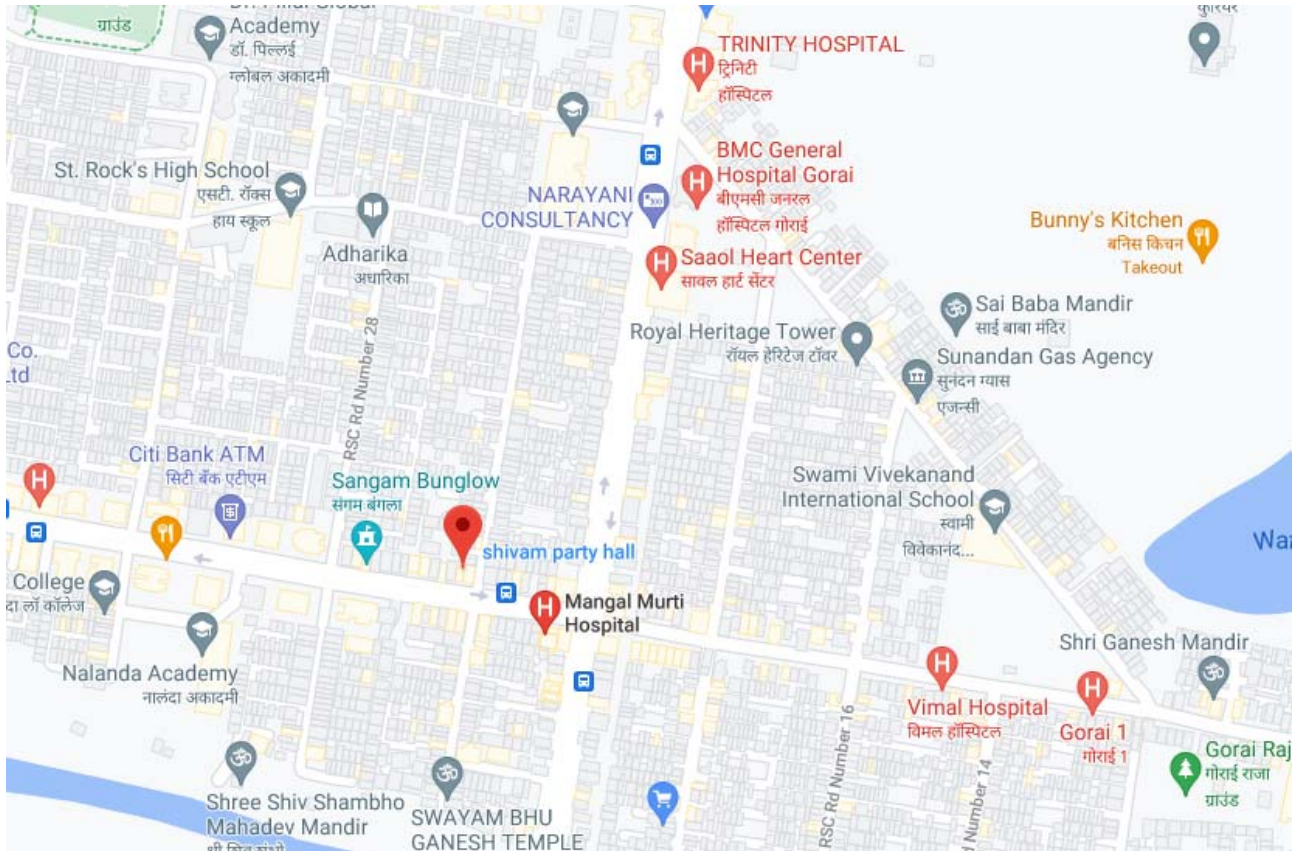 ग्राउंड
Academy
डॉ. पिल्लई
ग्लोबल अकादमी
कुरियर
TRINITY HOSPITAL
ट्रिनिटी
हॉस्पिटल
St. Rock's High School
एसटी. रॉक्स
हाय स्कूल
Adharika
अधारिका
NARAYANI
CONSULTANCY
BMC General
Hospital Gorai
बीएमसी जनरल
हॉस्पिटल गोराई
Saaol Heart Center
सावल हार्ट सेंटर
Bunny's Kitchen
बनिस किचन
Takeout
Sai Baba Mandir
साई बाबा मंदिर
Royal Heritage Tower
रॉयल हेरिटेज टॉवर
Sunandan Gas Agency
सुनंदन ग्यास
एजन्सी
Co.
Ltd
RSC Rd Number 28
Citi Bank ATM
सिटी बँक एटीएम
Sangam Bunglow
संगम बंगला
shivam party hall
Swami Vivekanand
International School
स्वामी
विवेकानंद...
College
दा लॉ कॉलेज
Mangal Murti
Hospital
Nalanda Academy
नालंदा अकादमी
Shri Ganesh Mandir
Vimal Hospital
विमल हॉस्पिटल
Gorai 1
गोराई 1
RSC Rd Number 16
d Number 14
Gorai Raj
गोराई राजा
ग्राउंड
Shree Shiv Shambho
Mahadev Mandir
SWAYAM BHU
GANESH TEMPLE